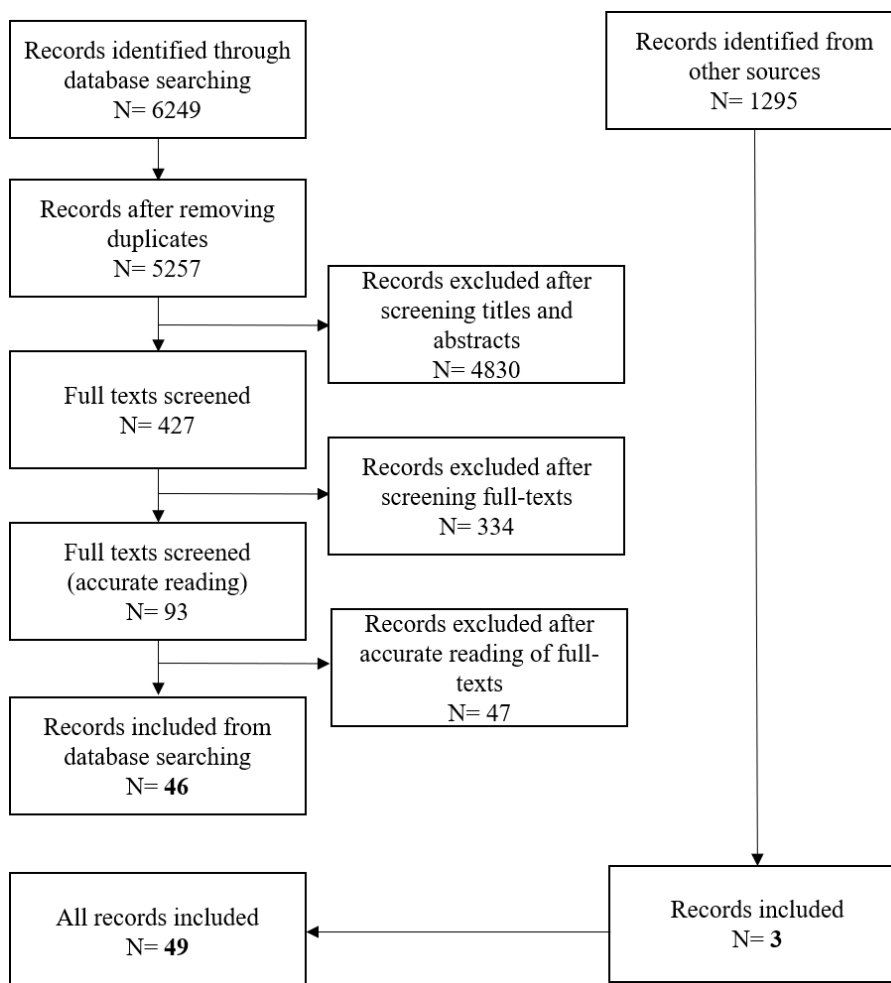 Records identified through
database searching
N= 6249
Records identified from
other sources
N= 1295
Records after removing
duplicates
N= 5257
Records excluded after
screening titles and
abstracts
N= 4830
Full texts screened
N= 427
Records excluded after
screening full-texts
N= 334
Full texts screened
(accurate reading)
N= 93
Records excluded after
accurate reading of full-
texts
N= 47
Records included from
database searching
N= 46
All records included
N= 49
Records included
N= 3